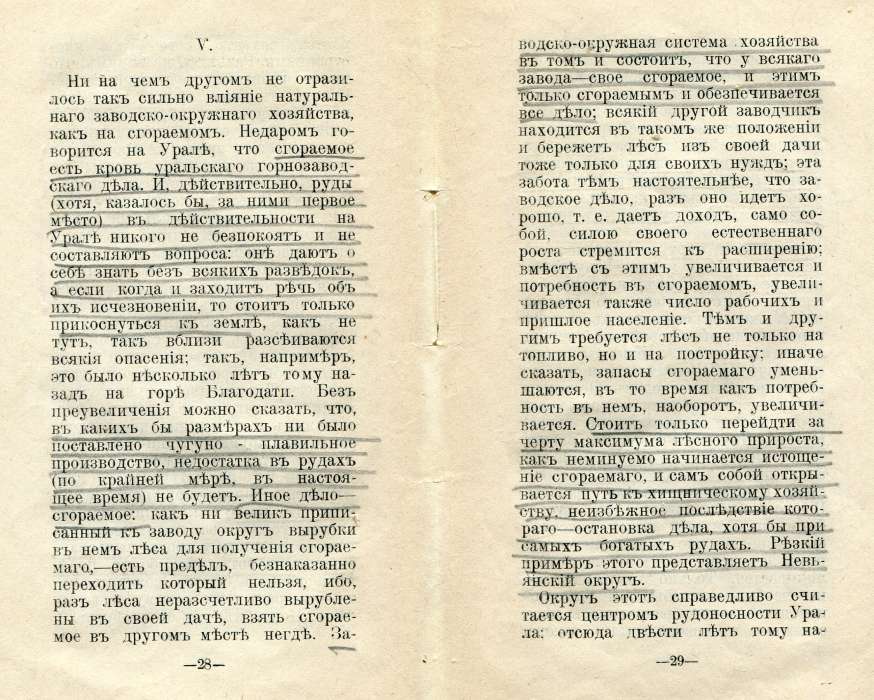 V.
Ни на чемъ другомъ не отрази-
лось такъ сильно вліяніе натураль-
наго заводско-окружнаго хозяйства,
какъ на сгораемомъ. Недаромъ го-
ворится на Уралѣ, что сгораемое
есть кровь уральскаго горнозавод-
скаго дѣла. И, дѣйствительно, руды
(хотя, казалось бы, за ними первое
мѣсто) въ дѣйствительности на
Уралѣ никого не безпокоятъ и не
составляютъ вопроса: онѣ даютъ о
себѣ знать безъ всякихъ развѣдокъ,
а если когда и заходитъ рѣчь объ
ихъ исчезновеніи, то стоитъ только
прикоснуться къ землѣ, какъ не
тутъ, такъ вблизи разсѣиваются
всякія опасенія; такъ, напримѣръ,
это было нѣсколько лѣтъ тому на-
задъ на горѣ Благодати. Безъ
преувеличенія можно сказать, что,
въ какихъ бы размѣрахъ ни было
поставлено чугуно - плавильное
производство, недостатка въ рудахъ
(по крайней мѣрѣ, въ настоя-
щее время) не будетъ. Иное дѣло—
сгораемое: какъ ни великъ припи-
санный къ заводу округъ вырубки
въ немъ лѣса для полученія сгорае-
маго,—есть предѣлъ, безнаказанно
переходить который нельзя, ибо,
разъ лѣса неразсчетливо вырубле-
ны въ своей дачѣ, взять сгорае-
мое въ другомъ мѣстѣ негдѣ. За-
—28—
водско-окружная система хозяйства
въ томъ и состоитъ, что у всякаго
завода—свое сгораемое, и этимъ
только сгораемымъ и обезпечивается
все дѣло; всякій другой заводчикъ
находится въ такомъ же положеніи
и бережетъ лѣсъ изъ своей дачи
тоже только для своихъ нуждъ; эта
забота тѣмъ настоятельнѣе, что за-
водское дѣло, разъ оно идетъ хо-
рошо, т. е. даетъ доходъ, само со-
бой, силою своего естественнаго
роста стремится къ расширенію;
вмѣстѣ съ этимъ увеличивается и
потребность въ сгораемомъ, увели-
чивается также число рабочихъ и
пришлое населеніе. Тѣмъ и дру-
гимъ требуется лѣсъ не только на
топливо, но и на постройку; иначе
сказать, запасы сгораемаго умень-
шаются, въ то время какъ потреб-
ность въ немъ, наоборотъ, увеличи-
вается. Стоитъ только перейдти за
черту максимума лѣсного прироста,
какъ неминуемо начинается истоще-
ніе сгораемаго, и самъ собой откры-
вается путь къ хищническому хозяй-
ству, неизбѣжное послѣдствіе кото-
раго—остановка дѣла, хотя бы при
самыхъ богатыхъ рудахъ. Рѣзкій
примѣръ этого представляетъ Невь-
янскій округъ.
Округъ этотъ справедливо счи-
тается центромъ рудоносности Ура-
ла; отсюда двѣсти лѣтъ тому на-
—29—